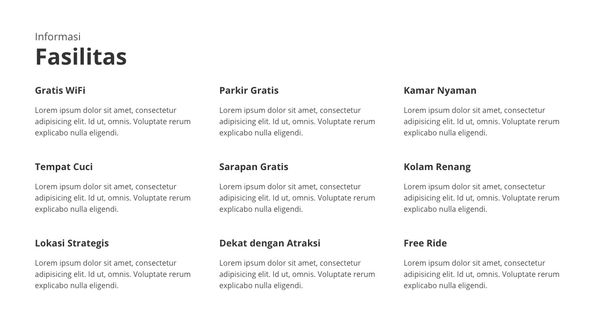 Informasi
Fasilitas
Gratis WiFi
Lorem ipsum dolor sit amet, consectetur
adipisicing elit. Id ut, omnis. Voluptate rerum
explicabo nulla eligendi.
Parkir Gratis
Lorem ipsum dolor sit amet, consectetur
adipisicing elit. Id ut, omnis. Voluptate rerum
explicabo nulla eligendi.
Kamar Nyaman
Lorem ipsum dolor sit amet, consectetur
adipisicing elit. Id ut, omnis. Voluptate rerum
explicabo nulla eligendi.
Tempat Cuci
Lorem ipsum dolor sit amet, consectetur
adipisicing elit. Id ut, omnis. Voluptate rerum
explicabo nulla eligendi.
Sarapan Gratis
Lorem ipsum dolor sit amet, consectetur
adipisicing elit. Id ut, omnis. Voluptate rerum
explicabo nulla eligendi.
Kolam Renang
Lorem ipsum dolor sit amet, consectetur
adipisicing elit. Id ut, omnis. Voluptate rerum
explicabo nulla eligendi.
Lokasi Strategis
Lorem ipsum dolor sit amet, consectetur
adipisicing elit. Id ut, omnis. Voluptate rerum
explicabo nulla eligendi.
Dekat dengan Atraksi
Lorem ipsum dolor sit amet, consectetur
adipisicing elit. Id ut, omnis. Voluptate rerum
explicabo nulla eligendi.
Free Ride
Lorem ipsum dolor sit amet, consectetur
adipisicing elit. Id ut, omnis. Voluptate rerum
explicabo nulla eligendi.